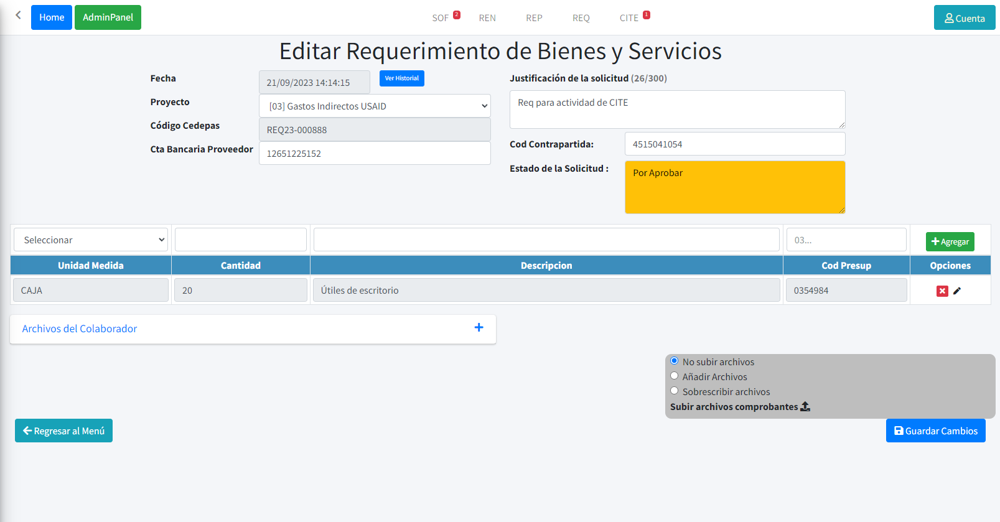 Home AdminPanel SOF 2 REN REP REQ CITE 1 Cuenta
Editar Requerimiento de Bienes y Servicios
Fecha 21/09/2023 14:14:15 Ver Historial
Proyecto [03] Gastos Indirectos USAID
Código Cedepas REQ23-000888
Cta Bancaria Proveedor 12651225152
Justificación de la solicitud (26/300)
Req para actividad de CITE
Cod Contrapartida: 4515041054
Estado de la Solicitud : Por Aprobar
Seleccionar 03... Agregar
Unidad Medida Cantidad Descripcion Cod Presup Opciones
CAJA 20 Útiles de escritorio 0354984
Archivos del Colaborador
No subir archivos
Añadir Archivos
Sobrescribir archivos
Subir archivos comprobantes
Regresar al Menú Guardar Cambios